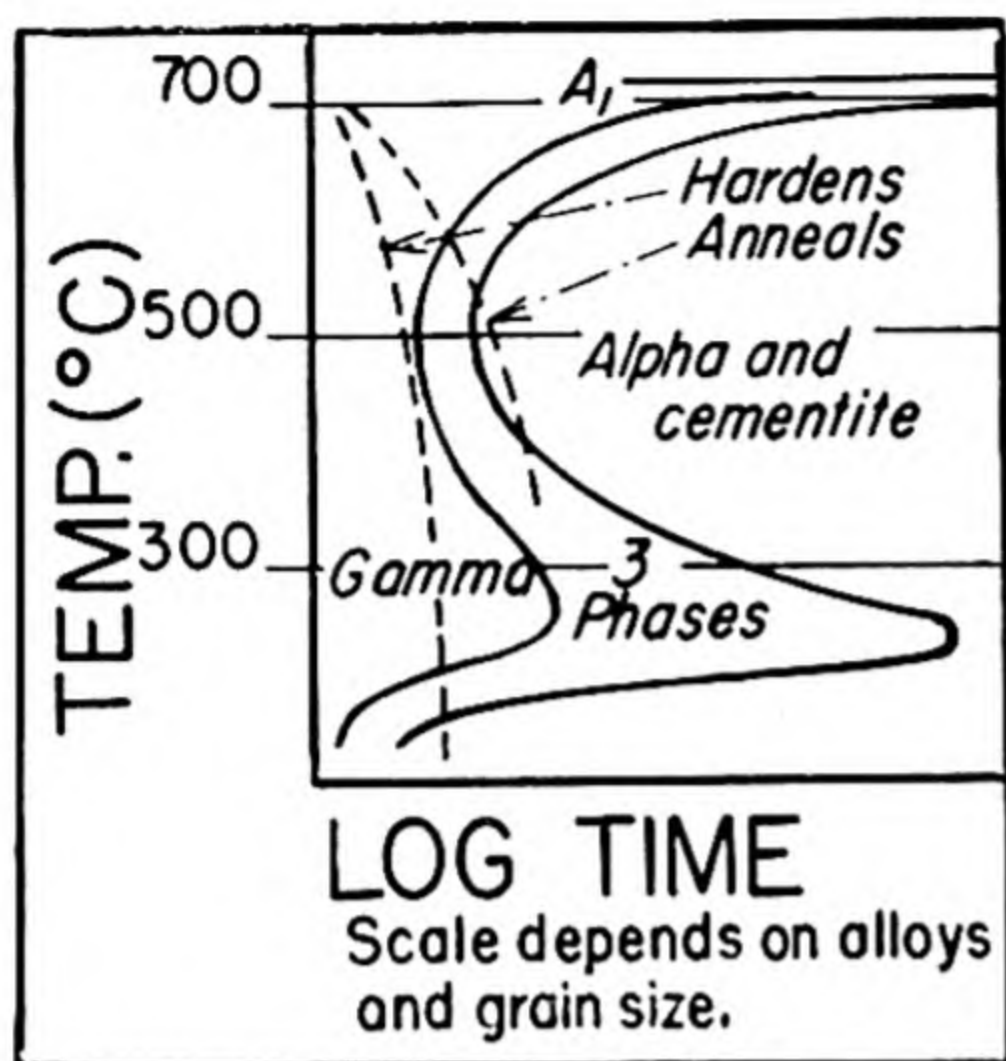 700
A₁
Hardens
Anneals
500
Alpha and
cementite
300
Gamma
3
Phases
TEMP. (°C)
LOG TIME
Scale depends on alloys
and grain size.